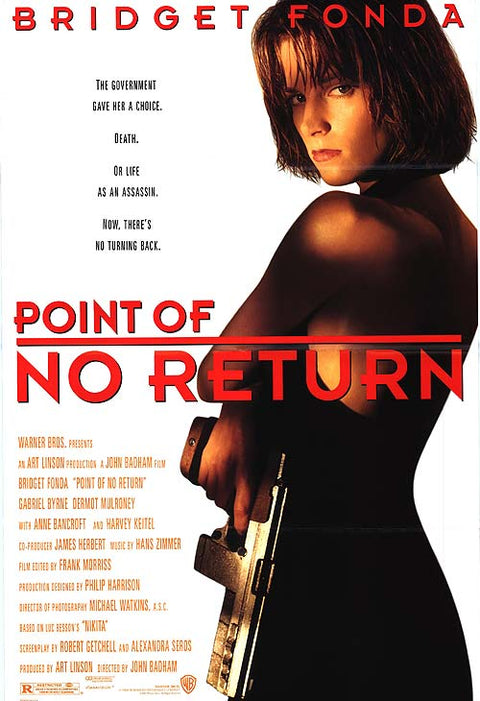 BRIDGET FONDA
THE GOVERNMENT
GAVE HER A CHOICE.
DEATH.
OR LIFE
AS AN ASSASSIN.
NOW, THERE'S
NO TURNING BACK.
POINT OF
NO RETURN
WARNER BROS. PRESENTS
AN ART LINSON PRODUCTION A JOHN BADHAM FILM
BRIDGET FONDA "POINT OF NO RETURN"
GABRIEL BYRNE DERMOT MULRONEY
WITH ANNE BANCROFT AND HARVEY KEITEL
CO-PRODUCER JAMES HERBERT MUSIC BY HANS ZIMMER
FILM EDITED BY FRANK MORRISS
PRODUCTION DESIGNED BY PHILIP HARRISON
DIRECTOR OF PHOTOGRAPHY MICHAEL WATKINS, A.S.C.
BASED ON LUC BESSON'S "NIKITA"
SCREENPLAY BY ROBERT GETCHELL AND ALEXANDRA SEROS
PRODUCED BY ART LINSON DIRECTED BY JOHN BADHAM
R RESTRICTED
WB